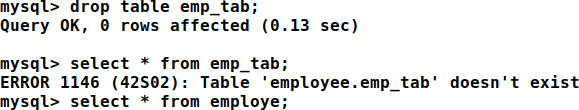 mysql> drop table emp_tab;
Query OK, 0 rows affected (0.13 sec)
mysql> select * from emp_tab;
ERROR 1146 (42S02): Table 'employee.emp_tab' doesn't exist
mysql> select * from employe;